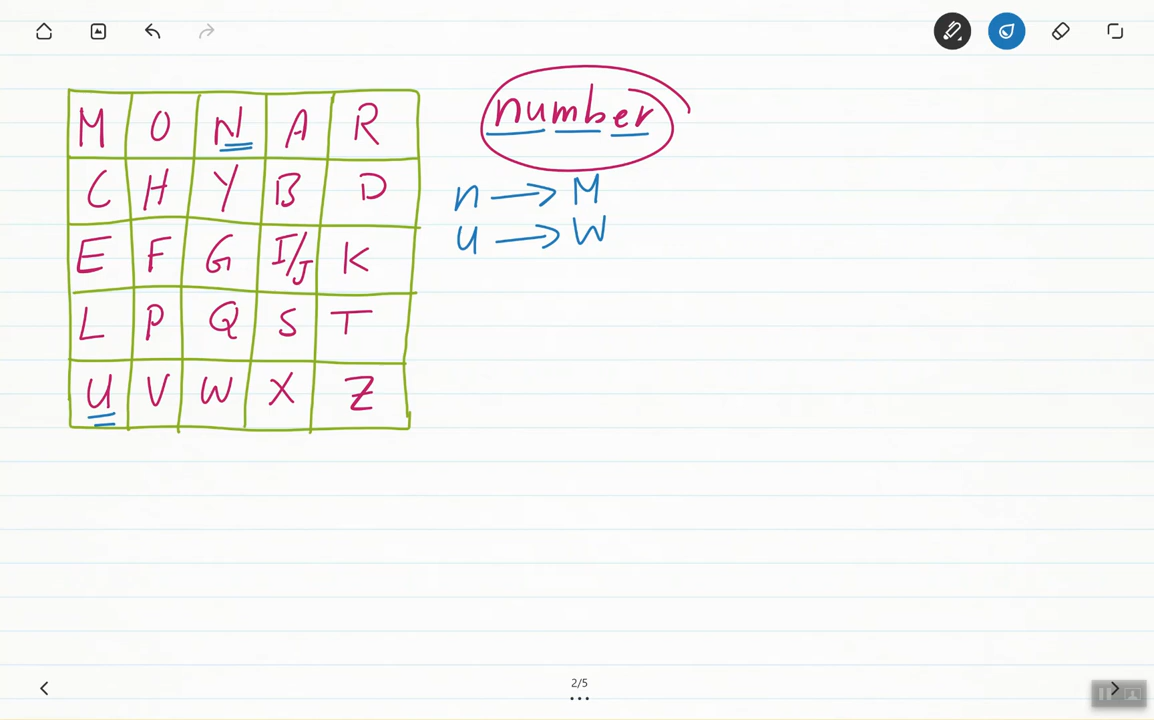 M O N A R
C H Y B D
E F G I/J K
L P Q S T
U V W X Z
number
n → M
u → W
2/5